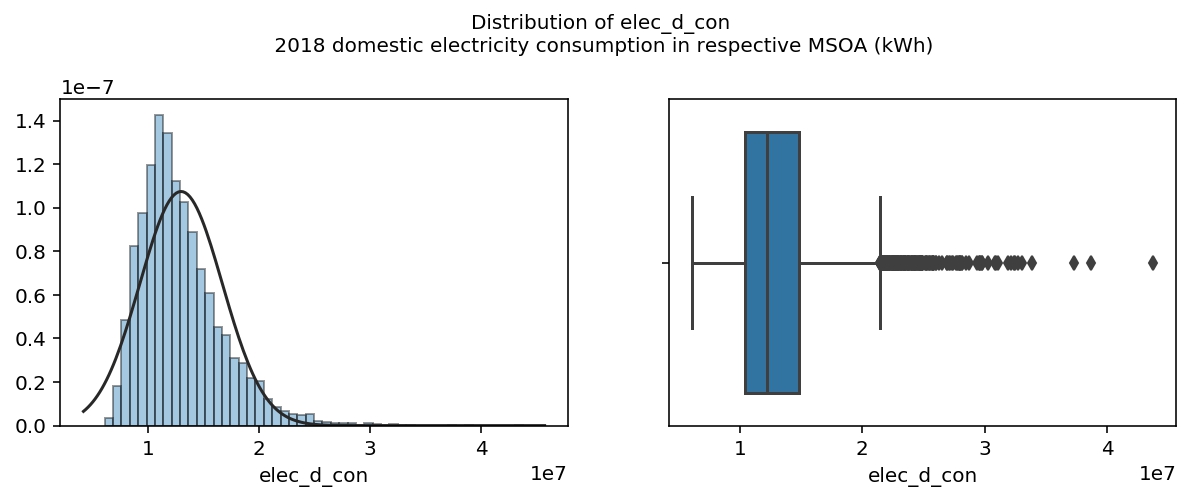 Distribution of elec_d_con
2018 domestic electricity consumption in respective MSOA (kWh)
1e−7
1.4
1.2
1.0
0.8
0.6
0.4
0.2
0.0
1 2 3 4
1e7
elec_d_con
1 2 3 4
1e7
elec_d_con